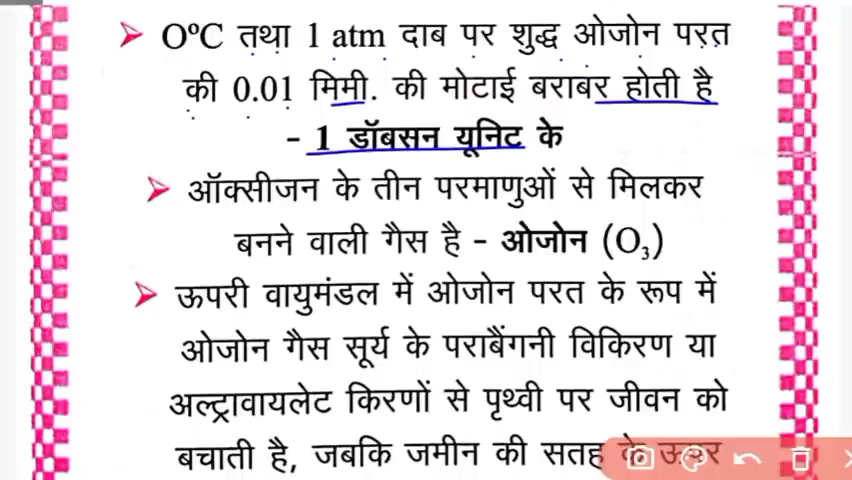 ➤ O°C तथा 1 atm दाब पर शुद्ध ओजोन परत
की 0.01 मिमी. की मोटाई बराबर होती है
- 1 डॉबसन यूनिट के
➤ ऑक्सीजन के तीन परमाणुओं से मिलकर
बनने वाली गैस है - ओजोन (O₃)
➤ ऊपरी वायुमंडल में ओजोन परत के रूप में
ओजोन गैस सूर्य के पराबैंगनी विकिरण या
अल्ट्रावायलेट किरणों से पृथ्वी पर जीवन को
बचाती है, जबकि जमीन की सतह के ऊपर